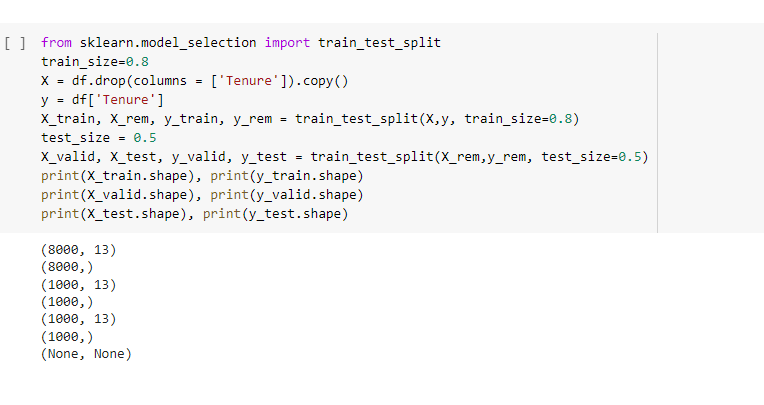 [ ] from sklearn.model_selection import train_test_split
train_size=0.8
X = df.drop(columns = ['Tenure']).copy()
y = df['Tenure']
X_train, X_rem, y_train, y_rem = train_test_split(X,y, train_size=0.8)
test_size = 0.5
X_valid, X_test, y_valid, y_test = train_test_split(X_rem,y_rem, test_size=0.5)
print(X_train.shape), print(y_train.shape)
print(X_valid.shape), print(y_valid.shape)
print(X_test.shape), print(y_test.shape)
(8000, 13)
(8000,)
(1000, 13)
(1000,)
(1000, 13)
(1000,)
(None, None)